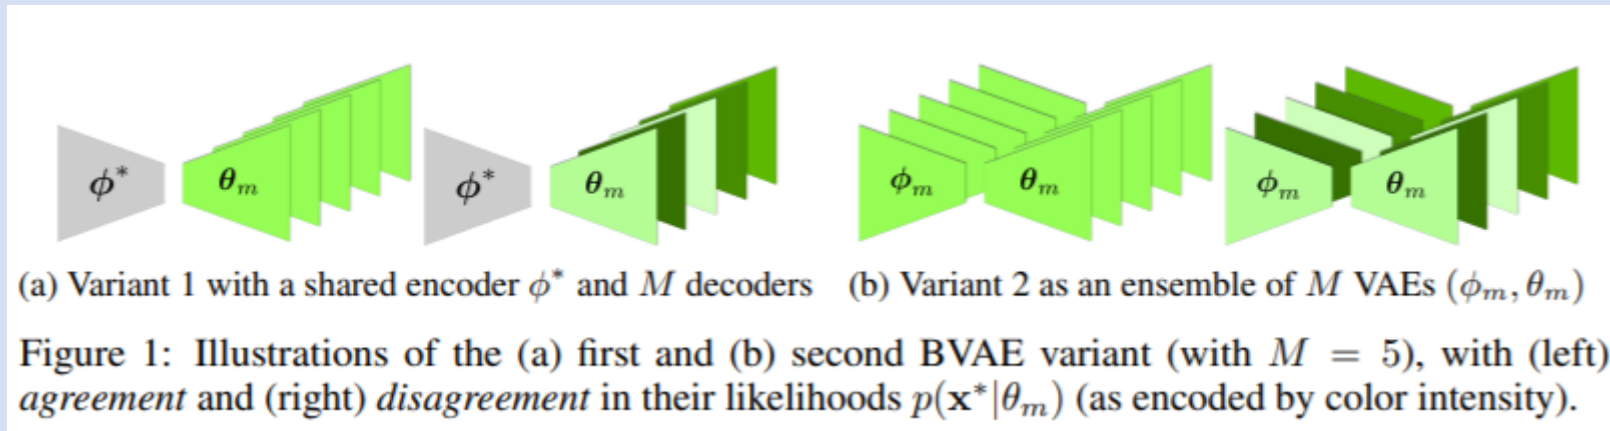 ϕ* θₘ ϕ* θₘ ϕₘ θₘ ϕₘ θₘ
(a) Variant 1 with a shared encoder ϕ* and M decoders
(b) Variant 2 as an ensemble of M VAEs (ϕₘ, θₘ)
Figure 1: Illustrations of the (a) first and (b) second BVAE variant (with M = 5), with (left)
agreement and (right) disagreement in their likelihoods p(x*|θₘ) (as encoded by color intensity).